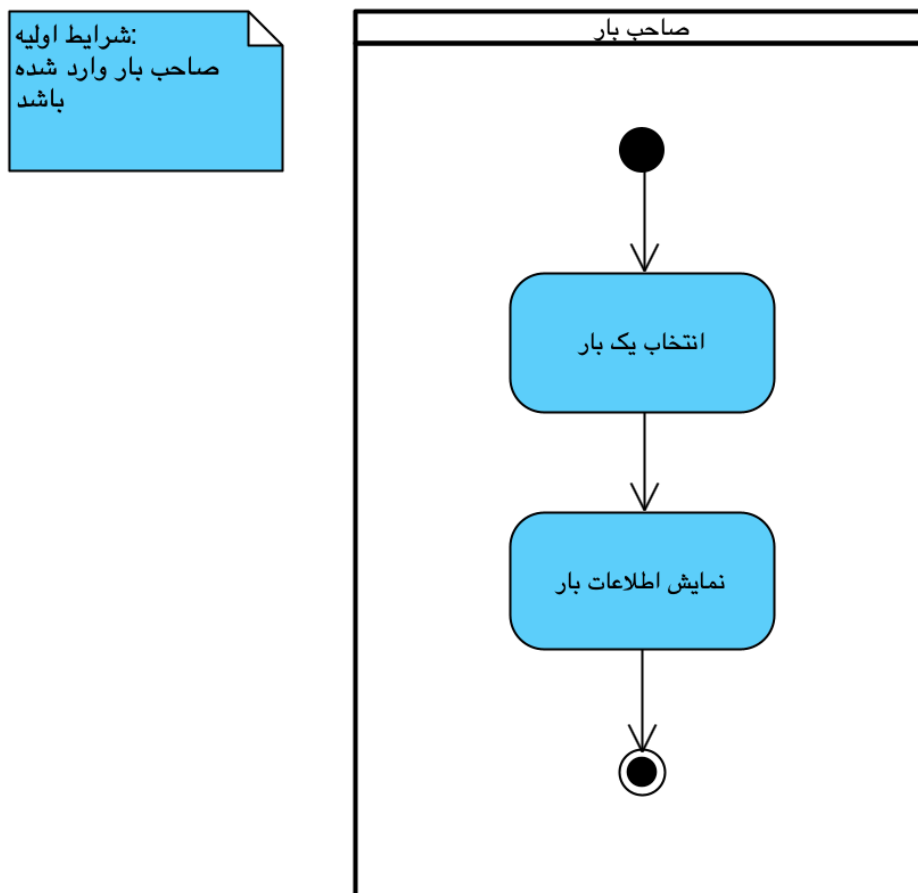 شرایط اولیه:
صاحب بار وارد شده
باشد
صاحب بار
انتخاب یک بار
نمایش اطلاعات بار